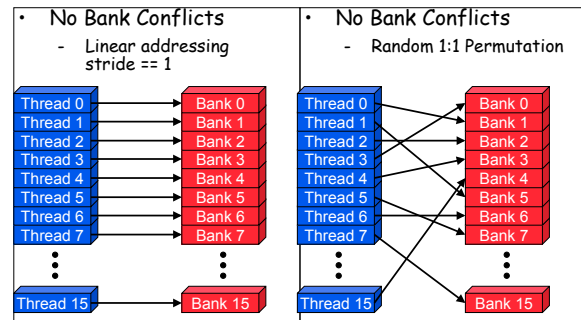 • No Bank Conflicts
- Linear addressing
stride == 1
Thread 0
Thread 1
Thread 2
Thread 3
Thread 4
Thread 5
Thread 6
Thread 7
Thread 15
Bank 0
Bank 1
Bank 2
Bank 3
Bank 4
Bank 5
Bank 6
Bank 7
Bank 15
• No Bank Conflicts
- Random 1:1 Permutation
Thread 0
Thread 1
Thread 2
Thread 3
Thread 4
Thread 5
Thread 6
Thread 7
Thread 15
Bank 0
Bank 1
Bank 2
Bank 3
Bank 4
Bank 5
Bank 6
Bank 7
Bank 15